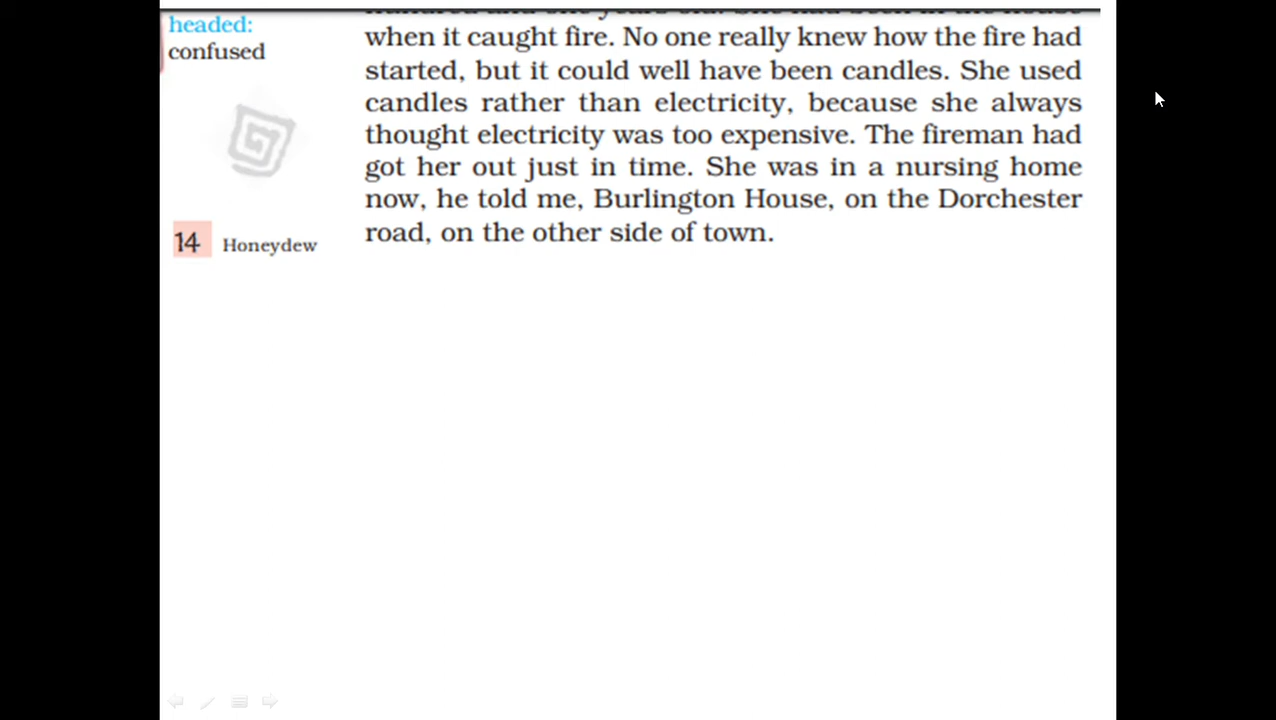 headed:
confused
when it caught fire. No one really knew how the fire had
started, but it could well have been candles. She used
candles rather than electricity, because she always
thought electricity was too expensive. The fireman had
got her out just in time. She was in a nursing home
now, he told me, Burlington House, on the Dorchester
road, on the other side of town.
14 Honeydew